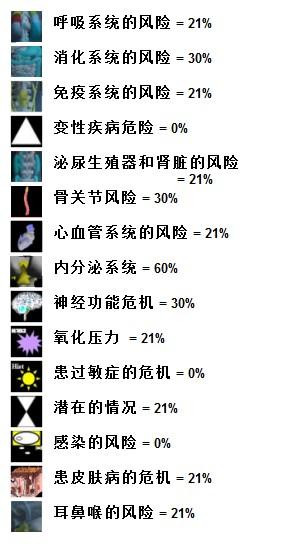 呼吸系统的风险 = 21%
消化系统的风险 = 30%
免疫系统的风险 = 21%
变性疾病危险 = 0%
泌尿生殖器和肾脏的风险
= 21%
骨关节风险 = 30%
心血管系统的风险 = 21%
内分泌系统 = 60%
神经功能危机 = 30%
氧化压力 = 21%
患过敏症的危机 = 0%
Hist
潜在的情况 = 21%
感染的风险 = 0%
患皮肤病的危机 = 21%
耳鼻喉的风险 = 21%